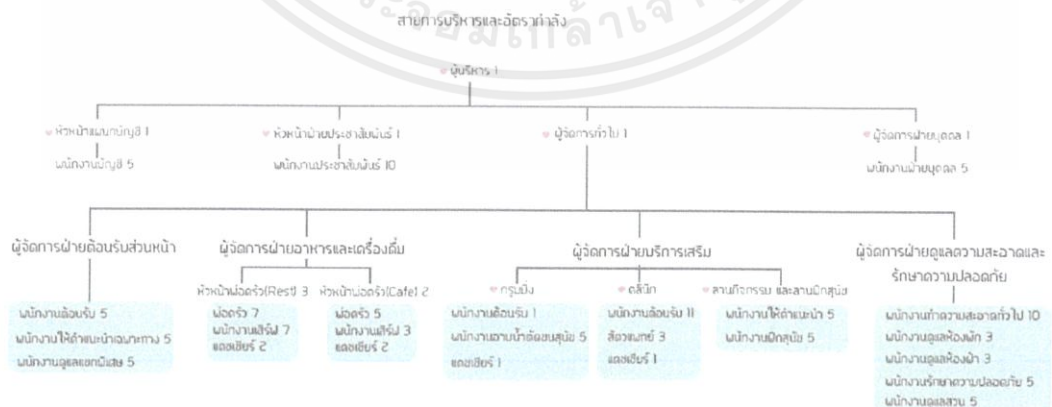 ะจอมเกล้าเจ้า
สายการบริหารและอัตรากำลัง
ผู้บริหาร 1
หัวหน้าแผนกบัญชี 1
หัวหน้าฝ่ายประชาสัมพันธ์ 1
ผู้จัดการทั่วไป 1
ผู้จัดการฝ่ายบุคคล 1
พนักงานบัญชี 5
พนักงานประชาสัมพันธ์ 10
พนักงานฝ่ายบุคคล 5
ผู้จัดการฝ่ายต้อนรับส่วนหน้า
พนักงานต้อนรับ 5
พนักงานให้คำแนะนำเฉพาะทาง 5
พนักงานดูแลแขกพิเศษ 5
ผู้จัดการฝ่ายอาหารและเครื่องดื่ม
หัวหน้าพ่อครัว(Rest) 3
พ่อครัว 7
พนักงานเสิร์ฟ 7
แคชเชียร์ 2
หัวหน้าพ่อครัว(Cafe) 2
พ่อครัว 5
พนักงานเสิร์ฟ 3
แคชเชียร์ 2
ผู้จัดการฝ่ายบริการเสริม
กรูมมิ่ง
พนักงานต้อนรับ 1
พนักงานอาบน้ำตัดขนสุนัข 5
แคชเชียร์ 1
คลินิก
พนักงานต้อนรับ 11
สัตวแพทย์ 3
แคชเชียร์ 1
ลานกิจกรรม และลานฝึกสุนัข
พนักงานให้คำแนะนำ 5
พนักงานฝึกสุนัข 5
ผู้จัดการฝ่ายดูแลความสะอาดและ
รักษาความปลอดภัย
พนักงานทำความสะอาดทั่วไป 10
พนักงานดูแลห้องพัก 3
พนักงานดูแลห้องผ้า 3
พนักงานรักษาความปลอดภัย 5
พนักงานดูแลสวน 5